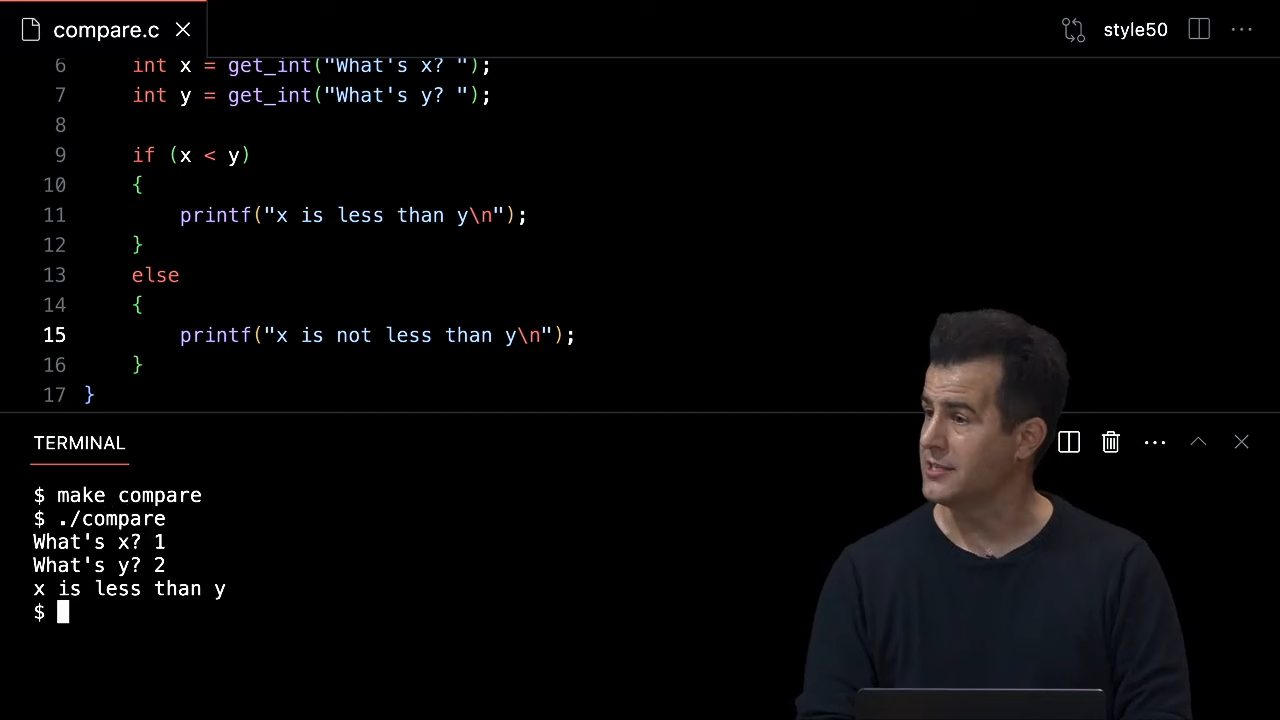 compare.c
style50
6 int x = get_int("What's x? ");
7 int y = get_int("What's y? ");
8
9 if (x < y)
10 {
11 printf("x is less than y\n");
12 }
13 else
14 {
15 printf("x is not less than y\n");
16 }
17 }
TERMINAL
$ make compare
$ ./compare
What's x? 1
What's y? 2
x is less than y
$